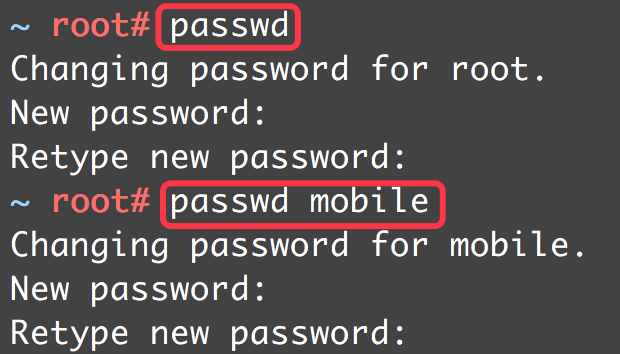 ~ root# passwd
Changing password for root.
New password:
Retype new password:
~ root# passwd mobile
Changing password for mobile.
New password:
Retype new password: